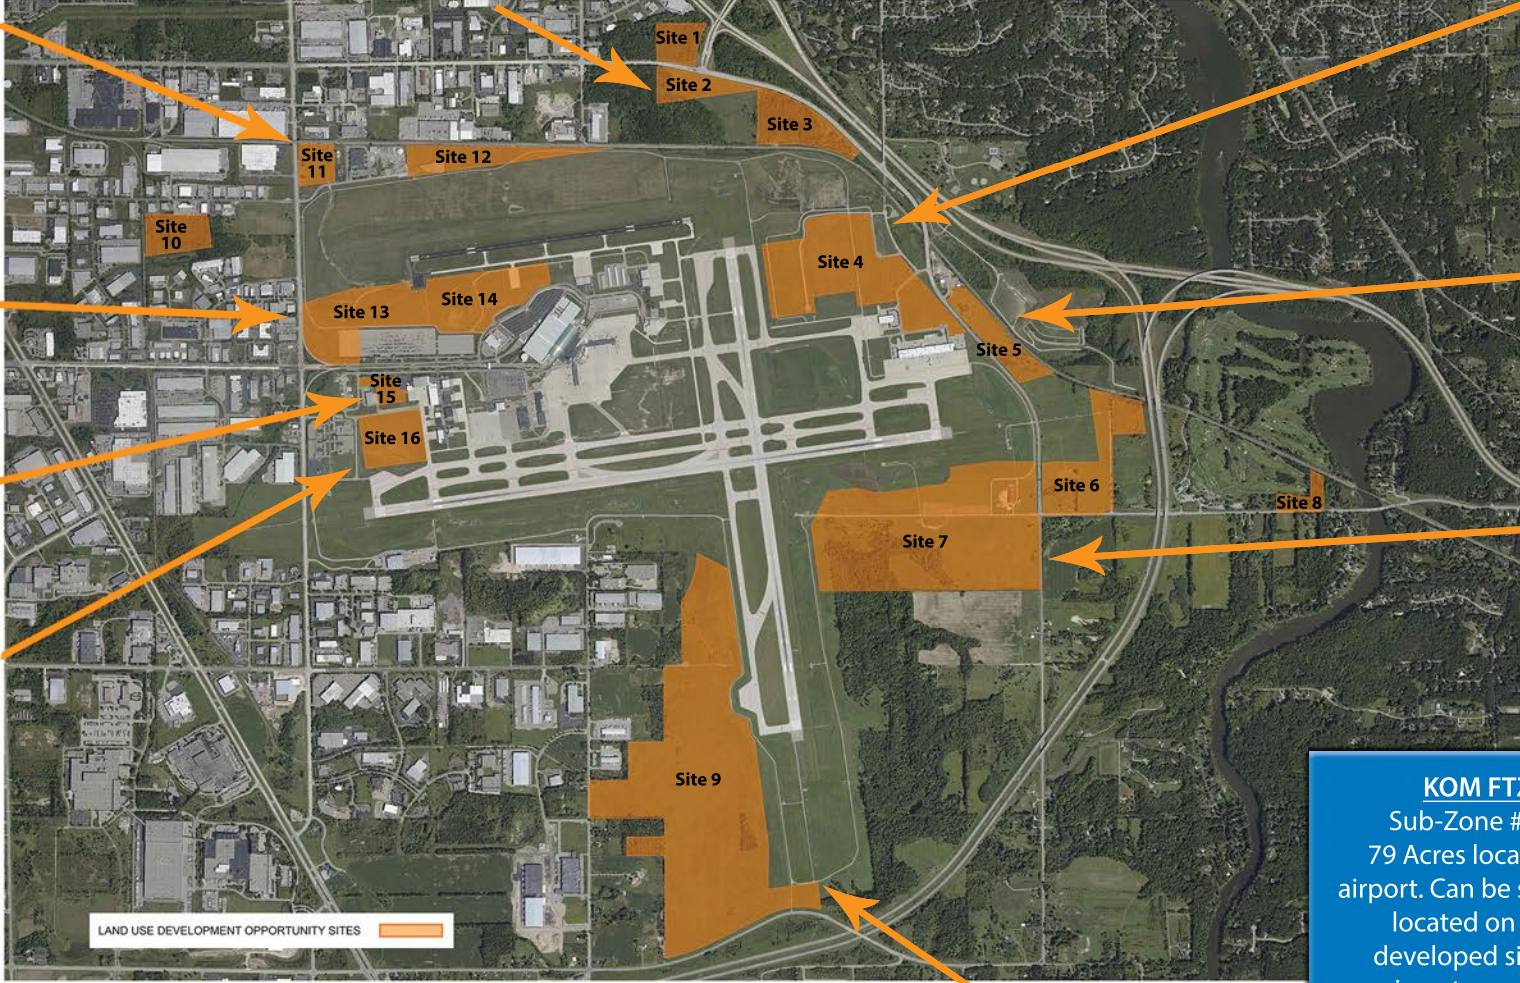 Site 1
Site 2
Site 3
Site
11
Site 12
Site
10
Site 4
Site 14
Site 13
Site 5
Site
15
Site 16
Site 6
Site 8
Site 7
Site 9
KOM FTZ
Sub-Zone #
79 Acres loca
airport. Can be s
located on
developed si
LAND USE DEVELOPMENT OPPORTUNITY SITES